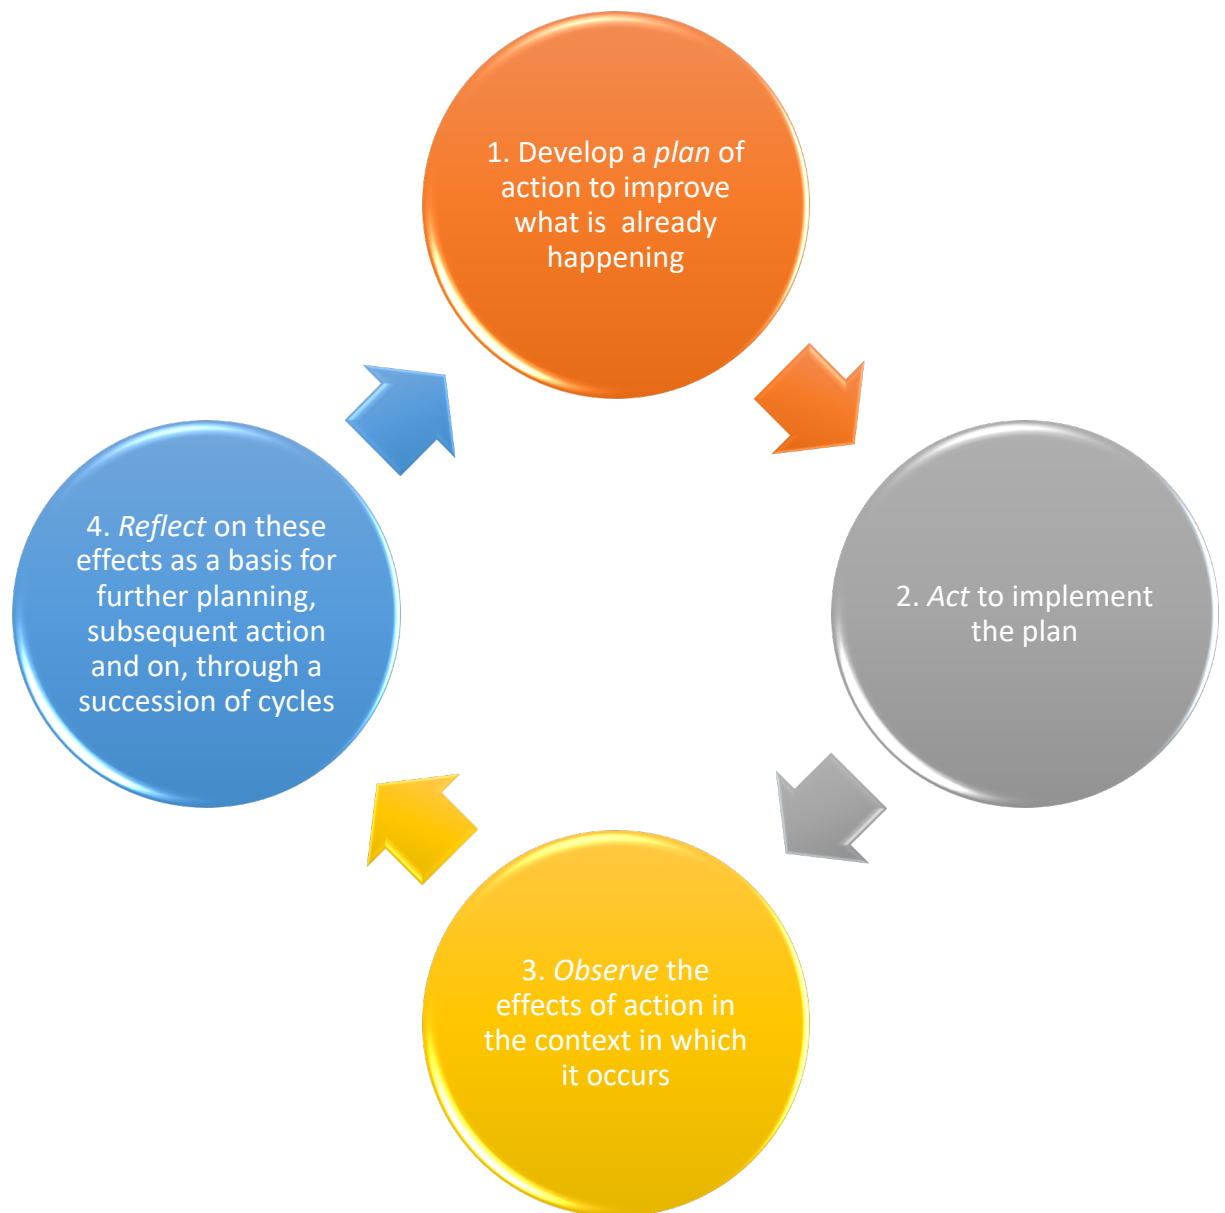 1. Develop a plan of
action to improve
what is  already
happening
2. Act to implement
the plan
3. Observe the
effects of action in
the context in which
it occurs
4. Reflect on these
effects as a basis for
further planning,
subsequent action
and on, through a
succession of cycles